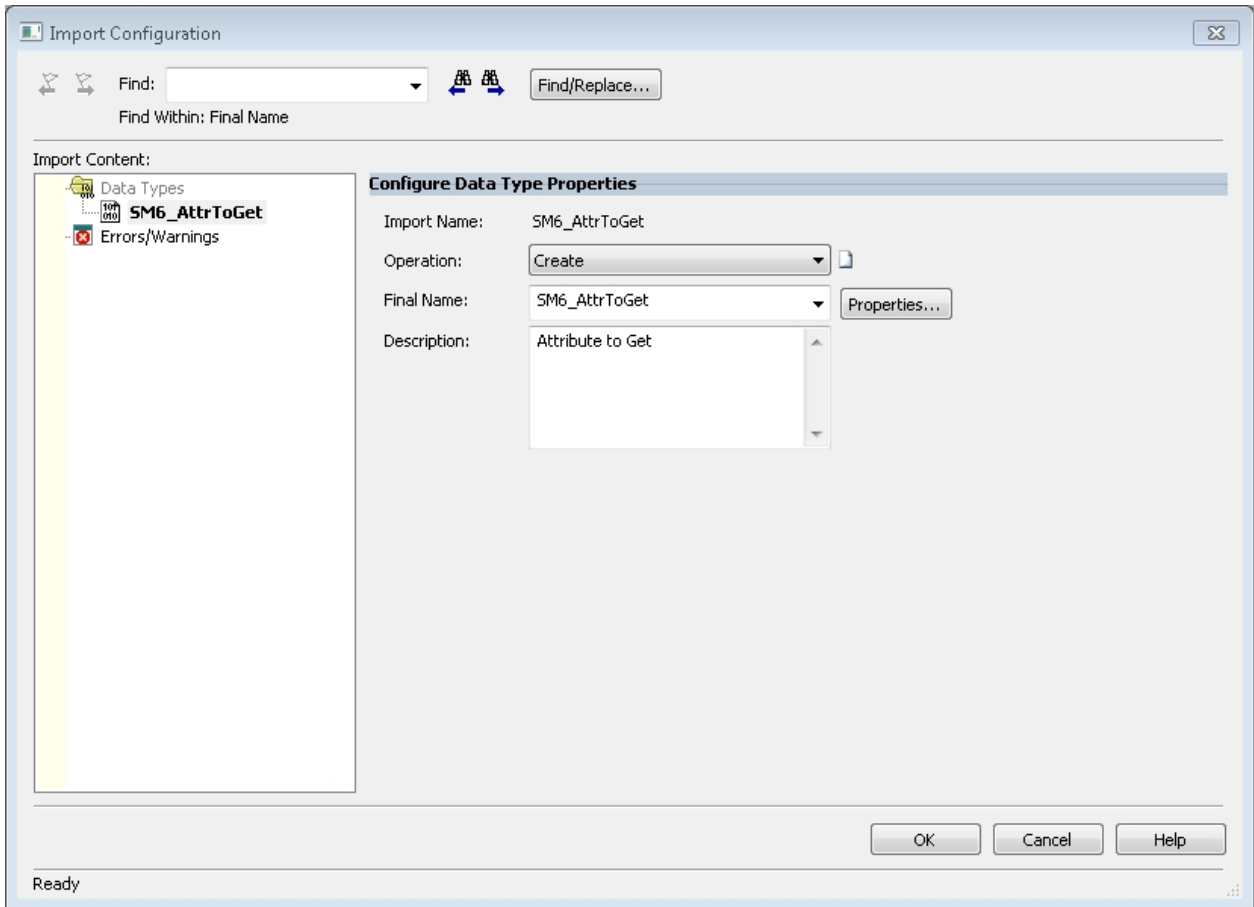 Import Configuration
Find:
Find/Replace...
Find Within: Final Name
Import Content:
Data Types
SM6_AttrToGet
Errors/Warnings
Configure Data Type Properties
Import Name: SM6_AttrToGet
Operation: Create
Final Name: SM6_AttrToGet Properties...
Description: Attribute to Get
OK Cancel Help
Ready